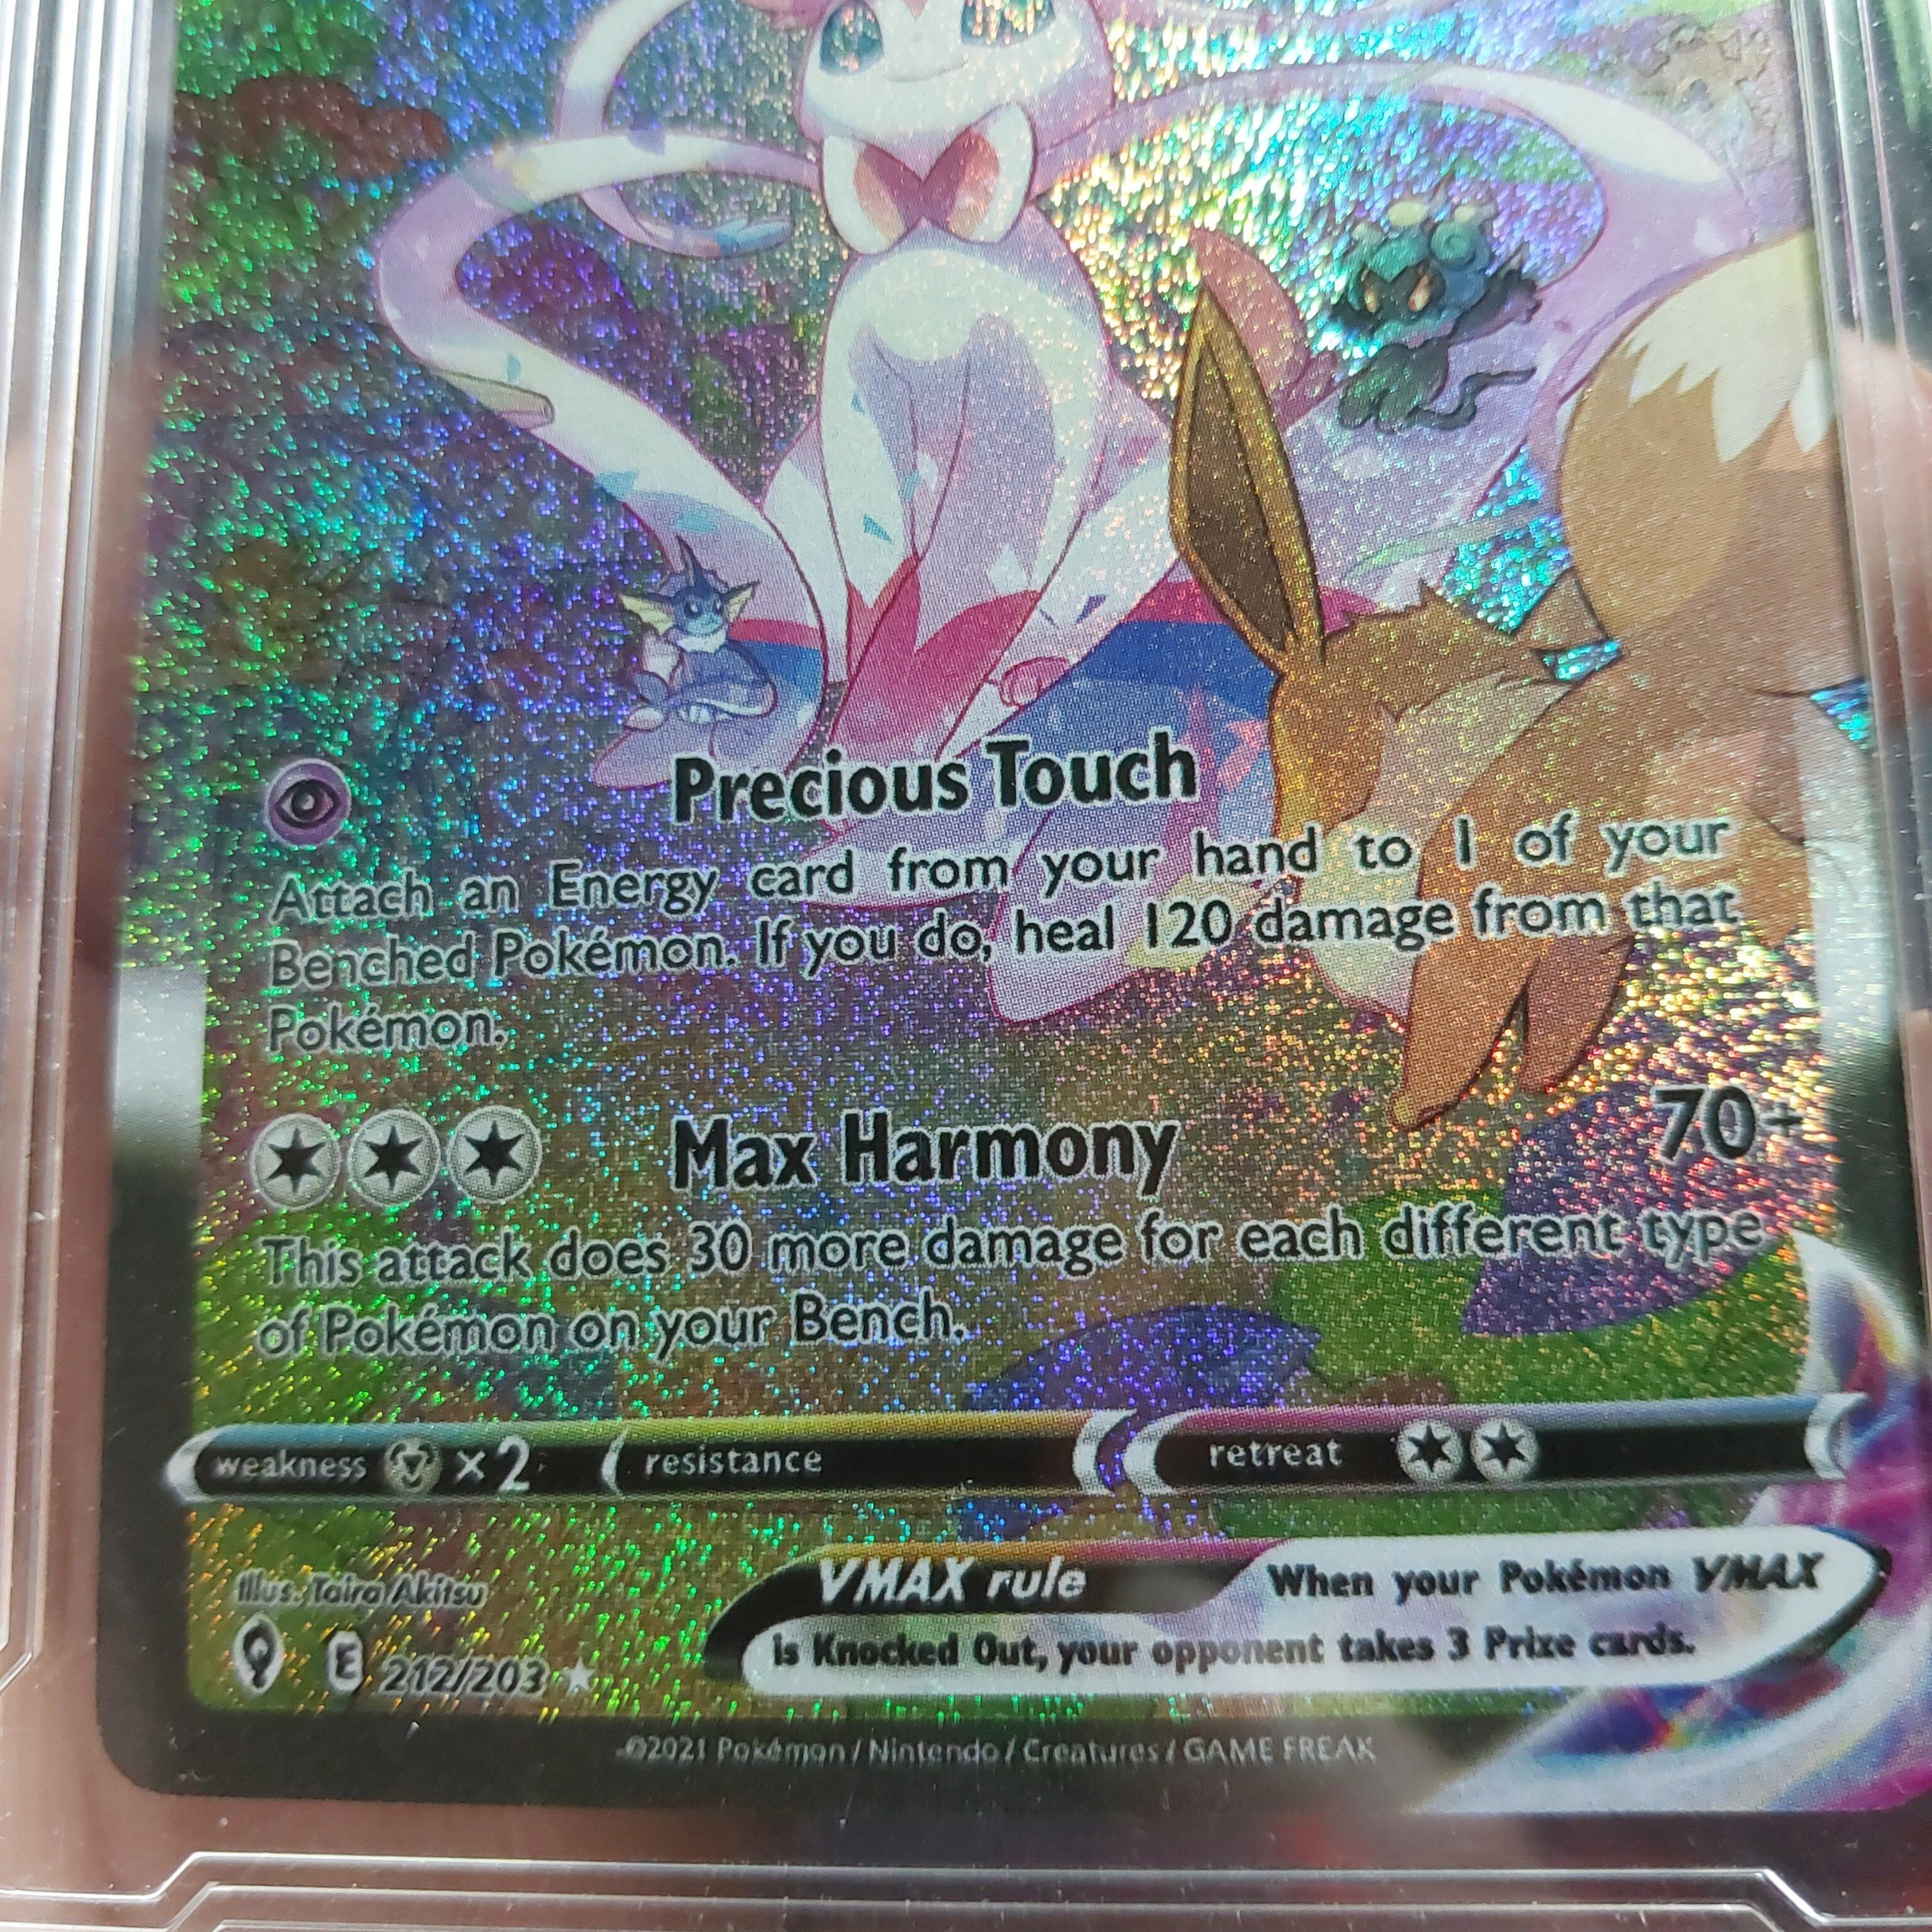 Precious Touch
Attach an Energy card from your hand to 1 of your
Benched Pokémon. If you do, heal 120 damage from that
Pokémon.
Max Harmony 70+
This attack does 30 more damage for each different type
of Pokémon on your Bench.
weakness ×2 resistance retreat
Illus. Taira Akitsu
VMAX rule When your Pokémon VMAX
is Knocked Out, your opponent takes 3 Prize cards.
E 212/203
©2021 Pokémon / Nintendo / Creatures / GAME FREAK